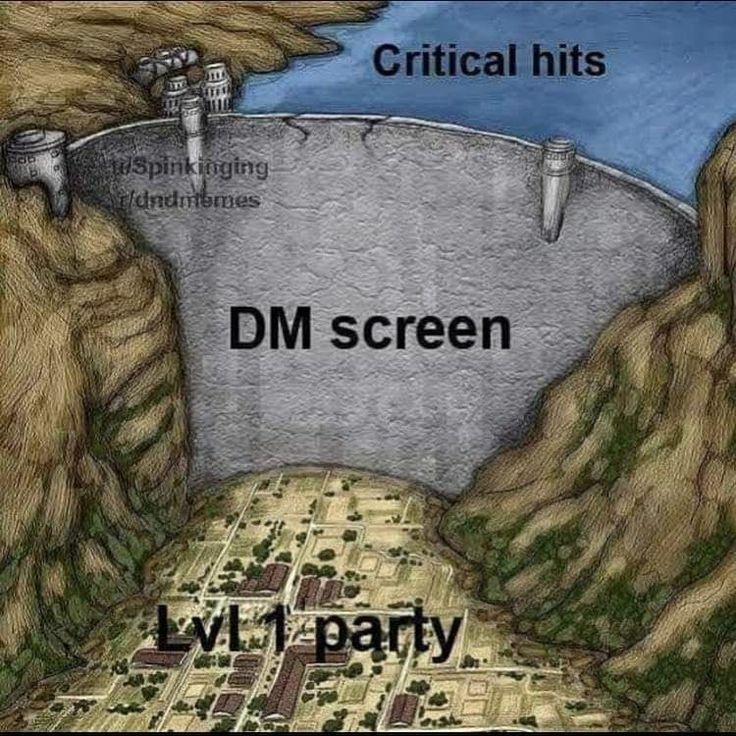 Critical hits
u/Spinkinging
r/dndmemes
DM screen
Lvl 1 party